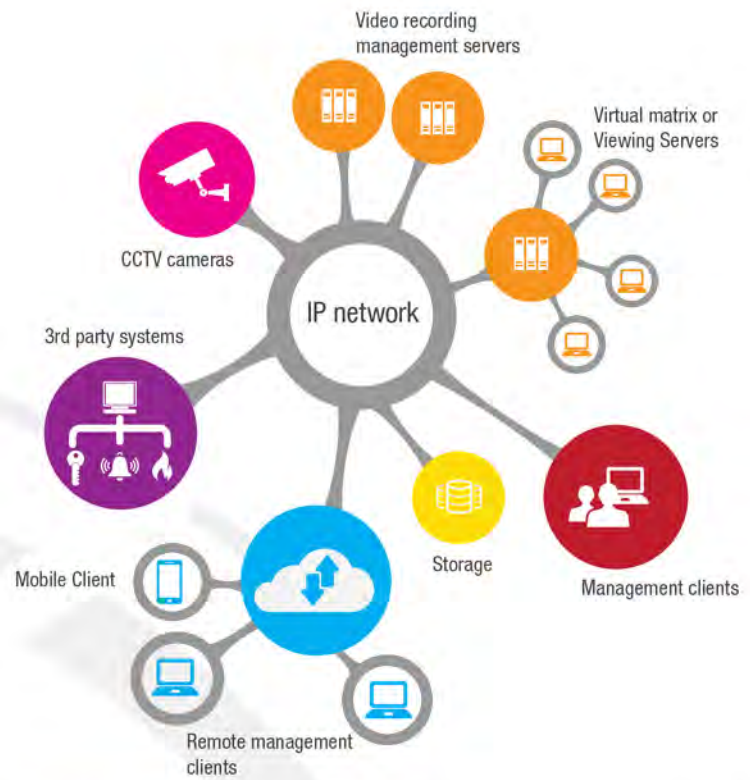 Video recording
management servers
Virtual matrix or
Viewing Servers
CCTV cameras
IP network
3rd party systems
Storage
Management clients
Mobile Client
Remote management
clients